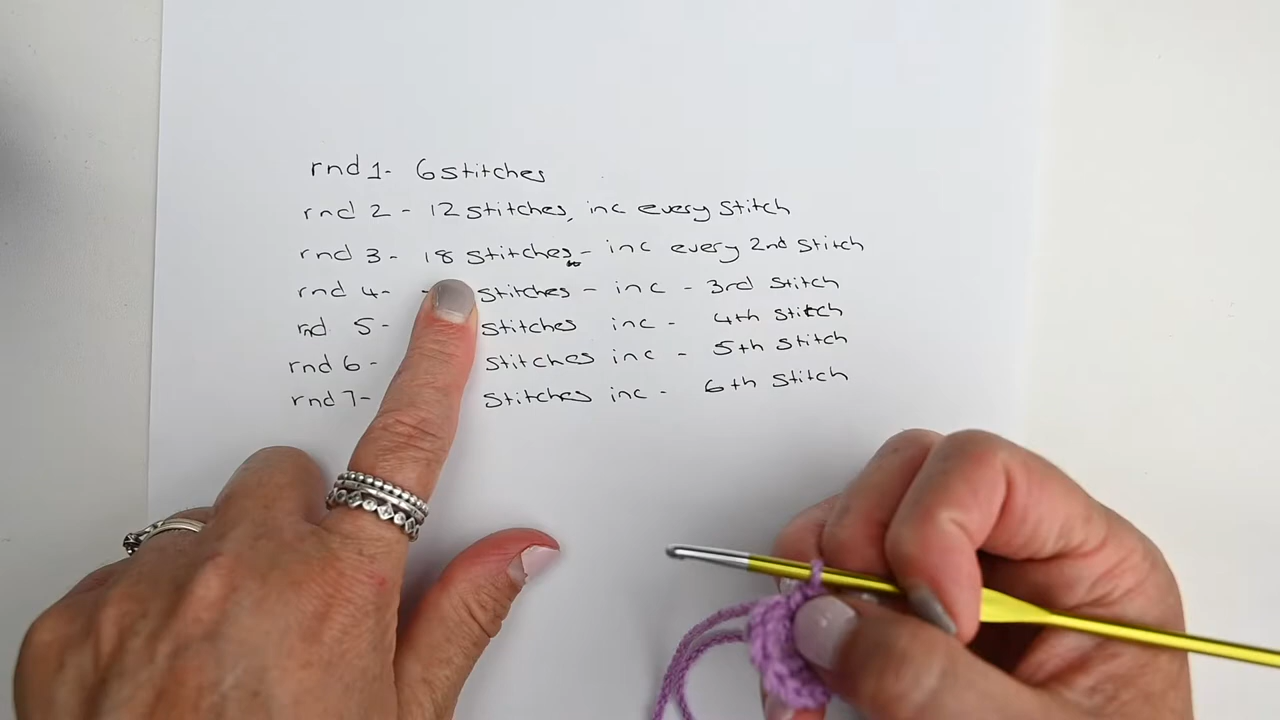 rnd 1- 6 stitches
rnd 2 - 12 stitches, inc every stitch
rnd 3 - 18 stitches - inc every 2nd stitch
rnd 4- stitches - inc - 3rd stitch
rnd 5- stitches inc - 4th stitch
rnd 6 - stitches inc - 5th stitch
rnd 7- stitches inc - 6th stitch